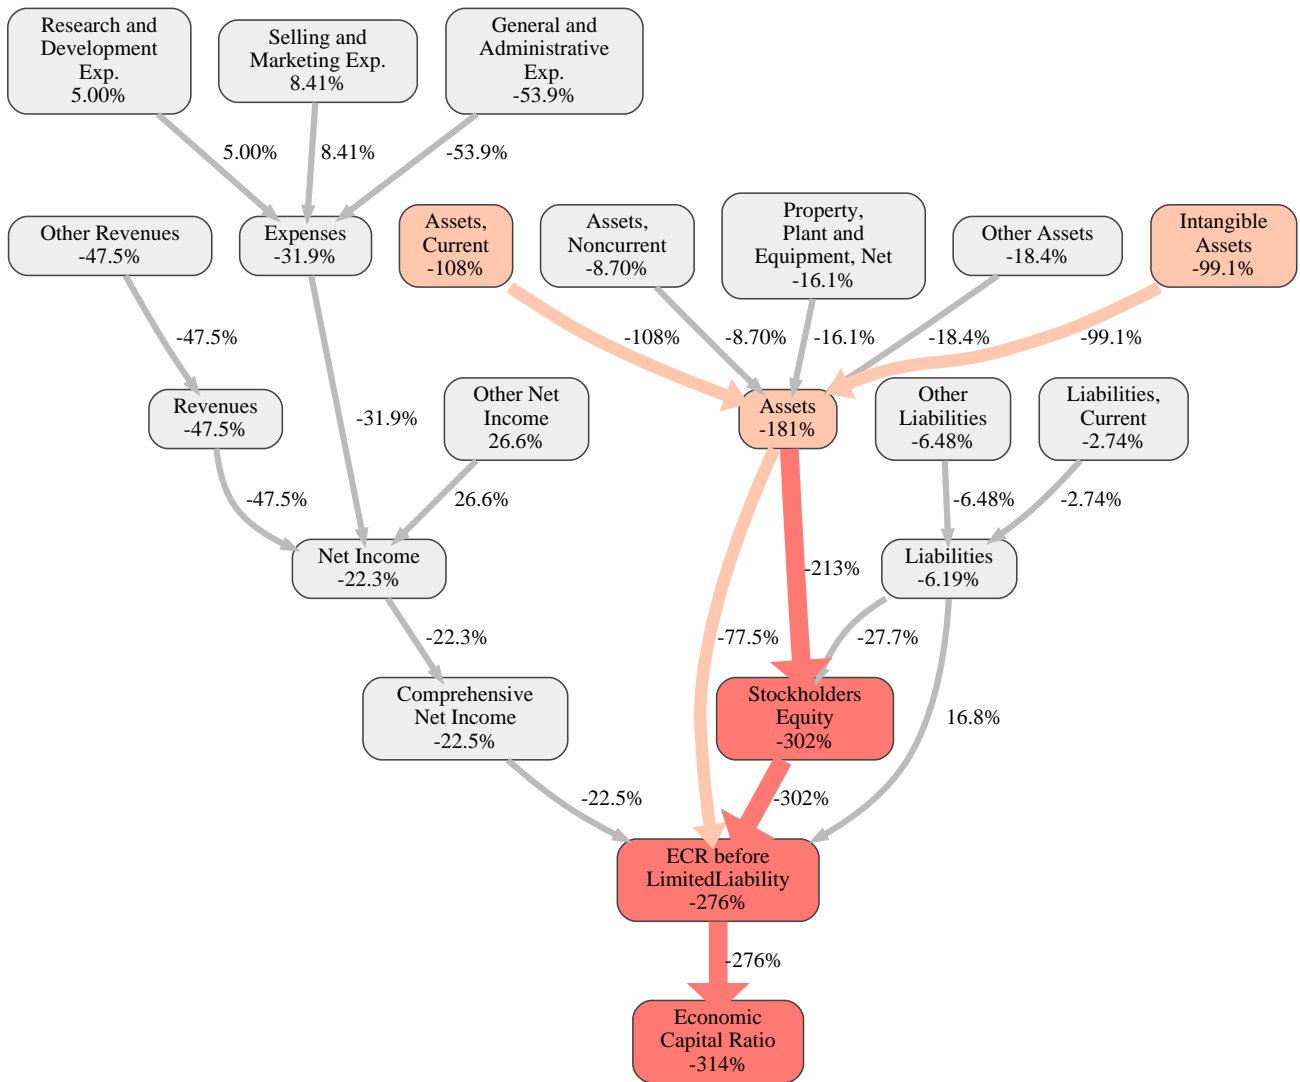 Research and
Development
Exp.
5.00%
Selling and
Marketing Exp.
8.41%
General and
Administrative
Exp.
-53.9%
5.00%
8.41%
-53.9%
Other Revenues
-47.5%
Expenses
-31.9%
Assets,
Current
-108%
Assets,
Noncurrent
-8.70%
Property,
Plant and
Equipment, Net
-16.1%
Other Assets
-18.4%
Intangible
Assets
-99.1%
-47.5%
-108%
-8.70%
-16.1%
-18.4%
-99.1%
Revenues
-47.5%
-31.9%
Other Net
Income
26.6%
Assets
-181%
Other
Liabilities
-6.48%
Liabilities,
Current
-2.74%
-47.5%
26.6%
-6.48%
-2.74%
Net Income
-22.3%
-213%
Liabilities
-6.19%
-22.3%
-77.5%
-27.7%
Comprehensive
Net Income
-22.5%
Stockholders
Equity
-302%
16.8%
-22.5%
-302%
ECR before
LimitedLiability
-276%
-276%
Economic
Capital Ratio
-314%